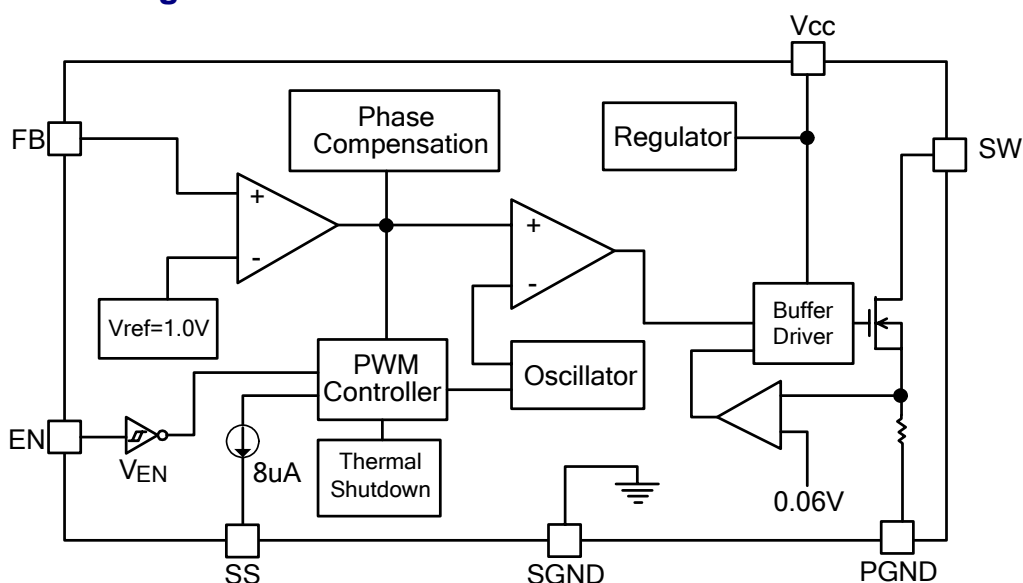 Vcc
FB
Phase
Compensation
Regulator
SW
+
-
+
-
Vref=1.0V
Buffer
Driver
PWM
Controller
Oscillator
EN
VEN
8uA
Thermal
Shutdown
0.06V
SS
SGND
PGND